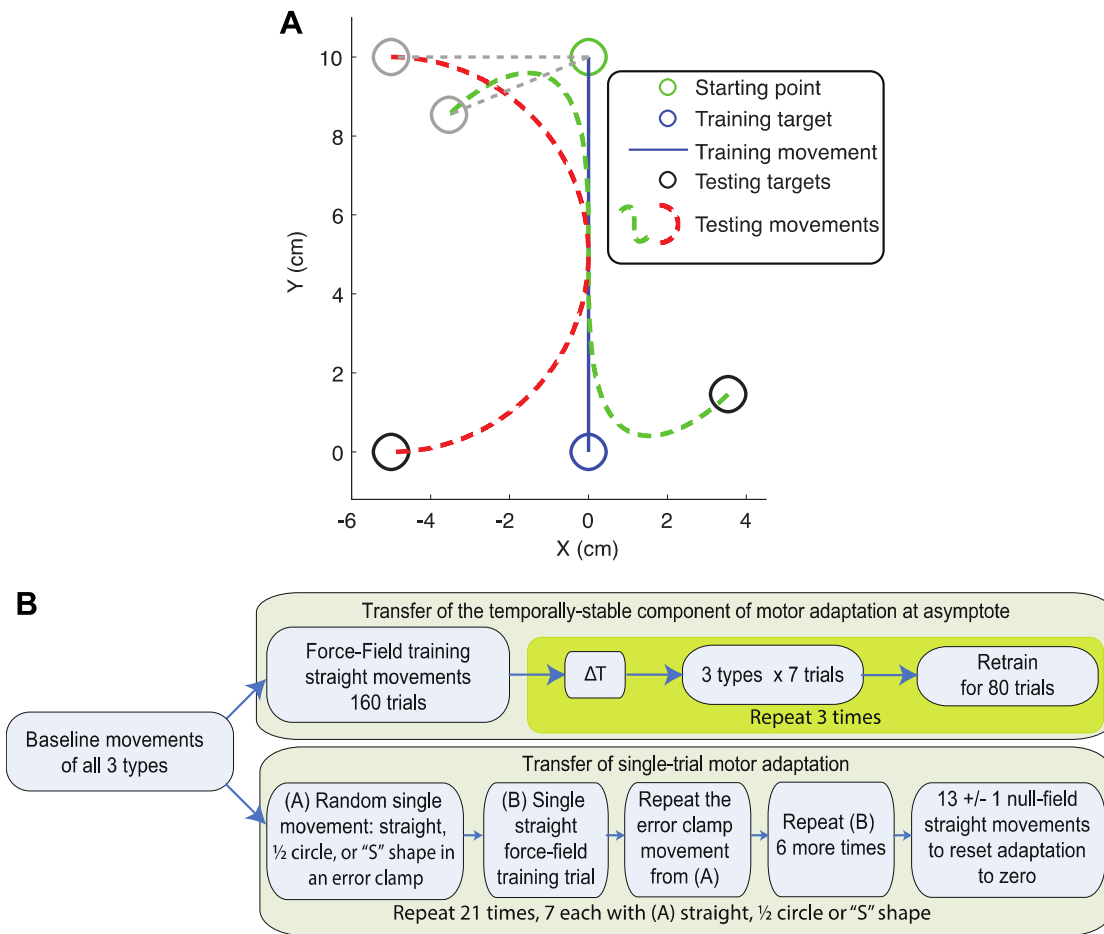 A
10
8
6
4
2
0
Y (cm)
-6
-4
-2
0
2
4
X (cm)
Starting point
Training target
Training movement
Testing targets
Testing movements
B
Baseline movements
of all 3 types
Transfer of the temporally-stable component of motor adaptation at asymptote
Force-Field training
straight movements
160 trials
ΔT
3 types x 7 trials
Retrain
for 80 trials
Repeat 3 times
Transfer of single-trial motor adaptation
(A) Random single
movement: straight,
½ circle, or “S” shape in
an error clamp
(B) Single
straight
force-field
training trial
Repeat the
error clamp
movement
from (A)
Repeat (B)
6 more times
13 +/- 1 null-field
straight movements
to reset adaptation
to zero
Repeat 21 times, 7 each with (A) straight, ½ circle or “S” shape